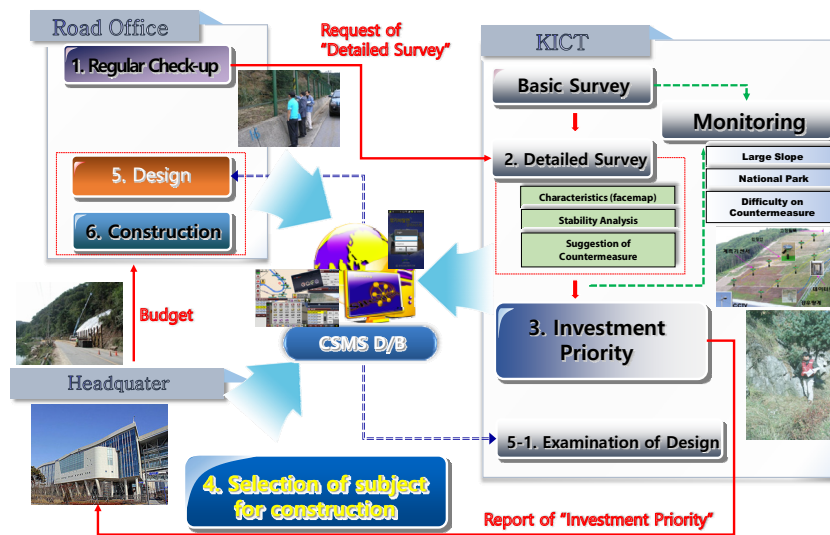 Road Office
1. Regular Check-up
Request of
"Detailed Survey"
KICT
Basic Survey
Monitoring
Large Slope
National Park
Difficulty on
Countermeasure
2. Detailed Survey
Characteristics (facemap)
Stability Analysis
Suggestion of
Countermeasure
5. Design
6. Construction
Budget
CSMS D/B
3. Investment
Priority
Headquater
5-1. Examination of Design
4. Selection of subject
for construction
Report of "Investment Priority"